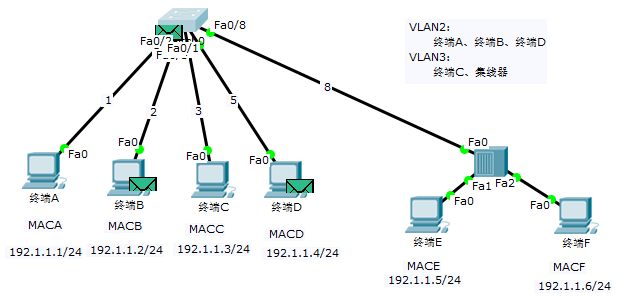 Fa0/8
Fa0/1
VLAN2:
终端A、终端B、终端D
VLAN3:
终端C、集线器
1
2
3
5
8
Fa0
Fa0
Fa0
Fa0
Fa0
Fa1
Fa2
Fa0
Fa0
终端A
终端B
终端C
终端D
终端E
终端F
MACA
MACB
MACC
MACD
MACE
MACF
192.1.1.1/24
192.1.1.2/24
192.1.1.3/24
192.1.1.4/24
192.1.1.5/24
192.1.1.6/24